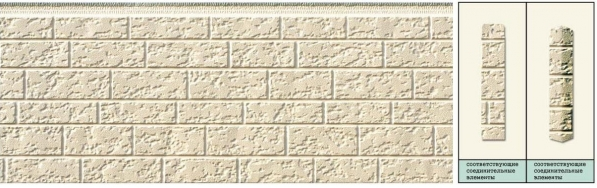 соответствующие
соединительные
элементы
соответствующие
соединительные
элементы